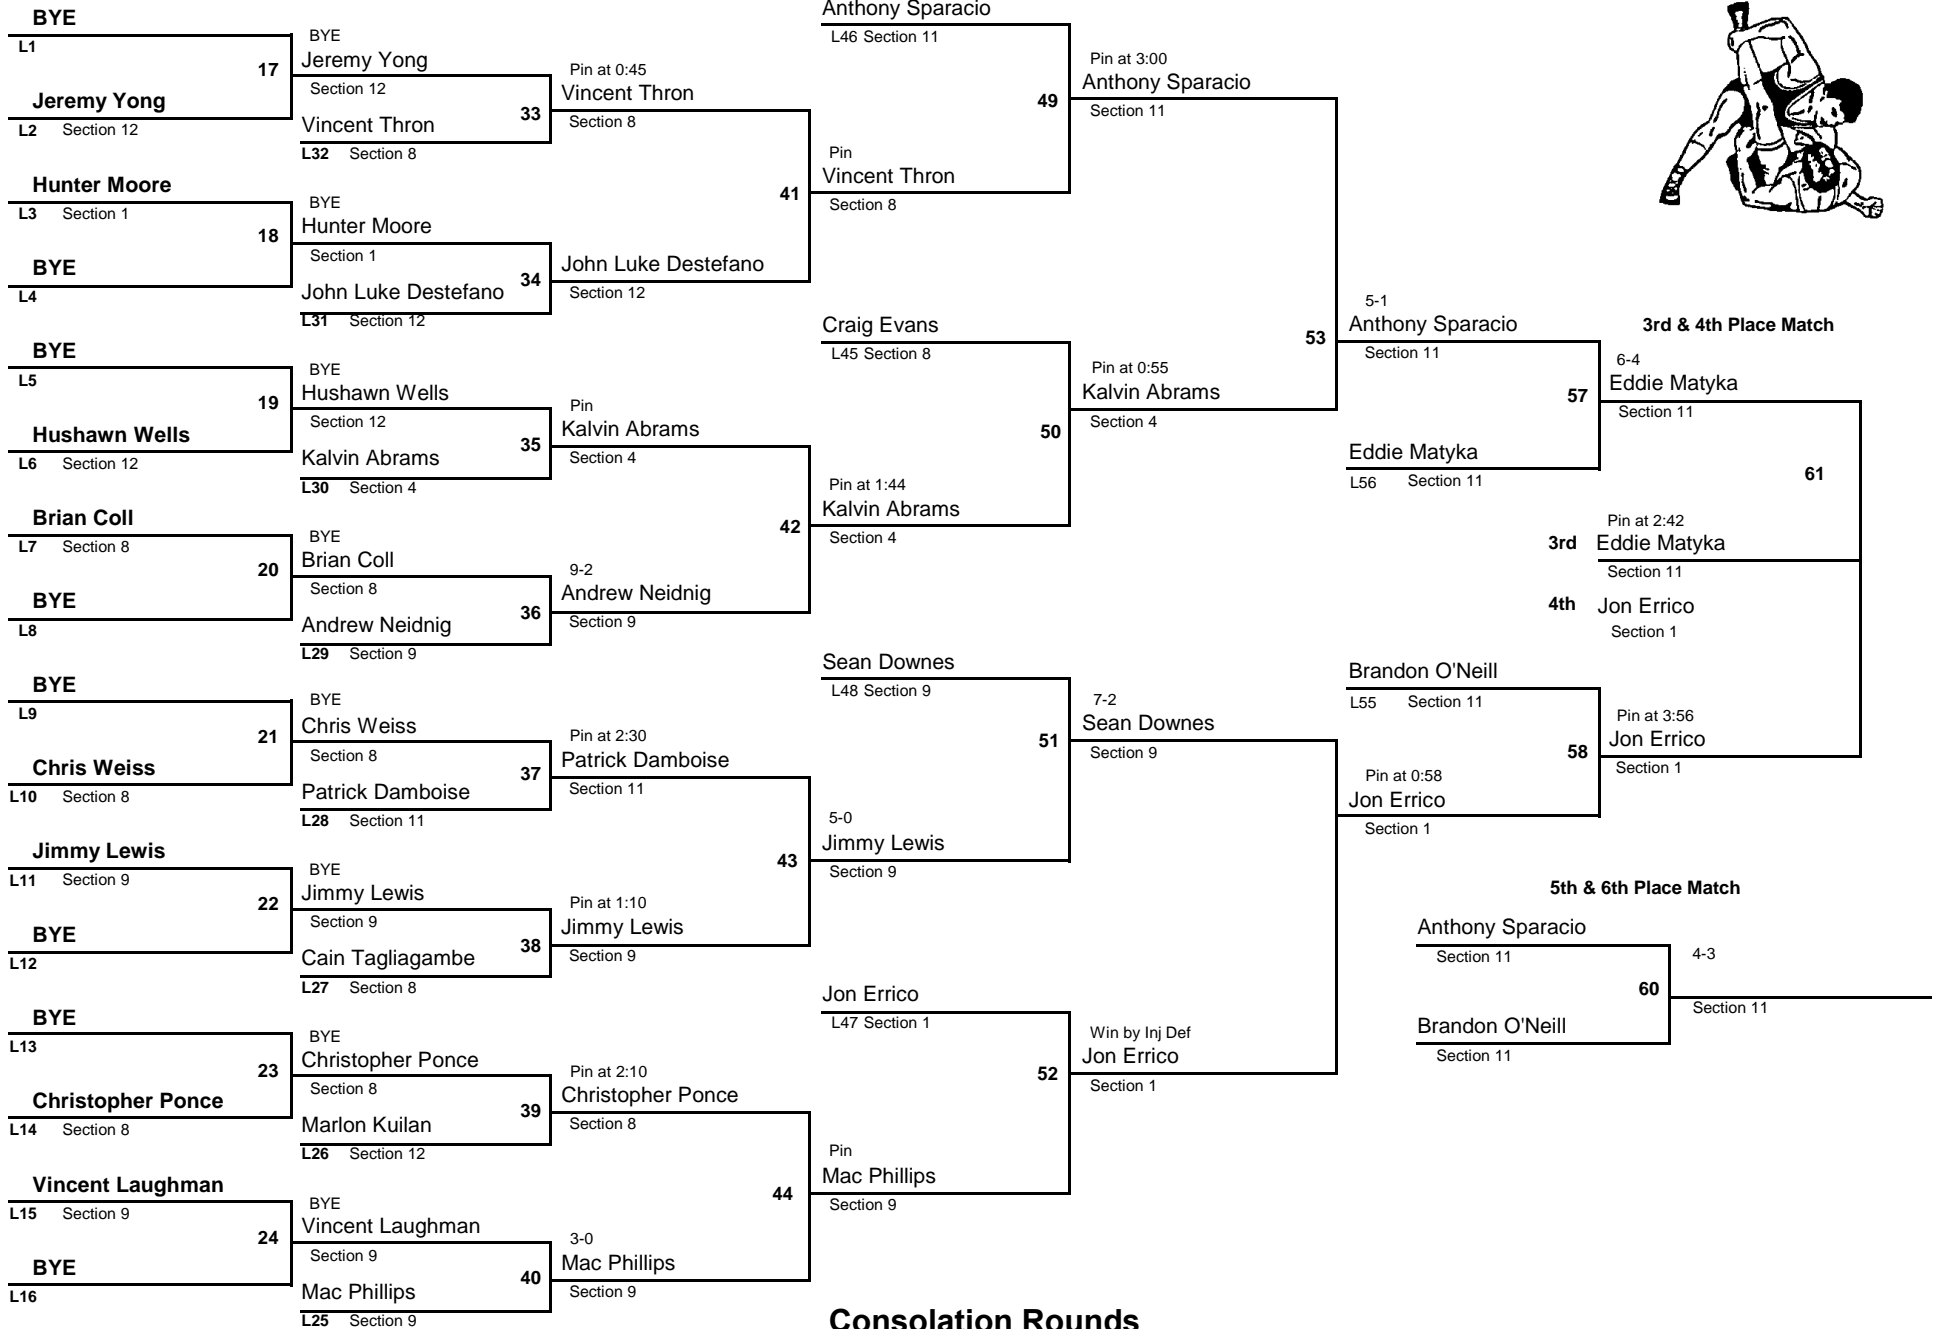 BYE
L1
17
Jeremy Yong
L2 Section 12
Hunter Moore
L3 Section 1
18
BYE
L4
BYE
L5
19
Hushawn Wells
L6 Section 12
Brian Coll
L7 Section 8
20
BYE
L8
BYE
L9
21
Chris Weiss
L10 Section 8
Jimmy Lewis
L11 Section 9
22
BYE
L12
BYE
L13
23
Christopher Ponce
L14 Section 8
Vincent Laughman
L15 Section 9
24
BYE
L16
BYE
Jeremy Yong
Section 12
33
Vincent Thron
L32 Section 8
BYE
Hunter Moore
Section 1
34
John Luke Destefano
L31 Section 12
BYE
Hushawn Wells
Section 12
35
Kalvin Abrams
L30 Section 4
BYE
Brian Coll
Section 8
36
Andrew Neidnig
L29 Section 9
BYE
Chris Weiss
Section 8
37
Patrick Damboise
L28 Section 11
BYE
Jimmy Lewis
Section 9
38
Cain Tagliagambe
L27 Section 8
BYE
Christopher Ponce
Section 8
39
Marlon Kuilan
L26 Section 12
BYE
Vincent Laughman
Section 9
40
Mac Phillips
L25 Section 9
Pin at 0:45
Vincent Thron
Section 8
41
John Luke Destefano
Section 12
Pin
Kalvin Abrams
Section 4
42
9-2
Andrew Neidnig
Section 9
Pin at 2:30
Patrick Damboise
Section 11
43
Pin at 1:10
Jimmy Lewis
Section 9
Pin at 2:10
Christopher Ponce
Section 8
44
3-0
Mac Phillips
Section 9
Anthony Sparacio
L46 Section 11
49
Pin
Vincent Thron
Section 8
Craig Evans
L45 Section 8
50
Pin at 1:44
Kalvin Abrams
Section 4
Sean Downes
L48 Section 9
51
5-0
Jimmy Lewis
Section 9
Jon Errico
L47 Section 1
52
Pin
Mac Phillips
Section 9
Pin at 3:00
Anthony Sparacio
Section 11
53
Pin at 0:55
Kalvin Abrams
Section 4
7-2
Sean Downes
Section 9
Win by Inj Def
Jon Errico
Section 1
5-1
Anthony Sparacio
Section 11
57
Eddie Matyka
L56 Section 11
Brandon O'Neill
L55 Section 11
58
Pin at 0:58
Jon Errico
Section 1
3rd & 4th Place Match
6-4
Eddie Matyka
Section 11
61
Pin at 2:42
3rd Eddie Matyka
Section 11
4th Jon Errico
Section 1
Pin at 3:56
Jon Errico
Section 1
5th & 6th Place Match
Anthony Sparacio
Section 11
60
Brandon O'Neill
Section 11
4-3
Section 11
Consolation Rounds